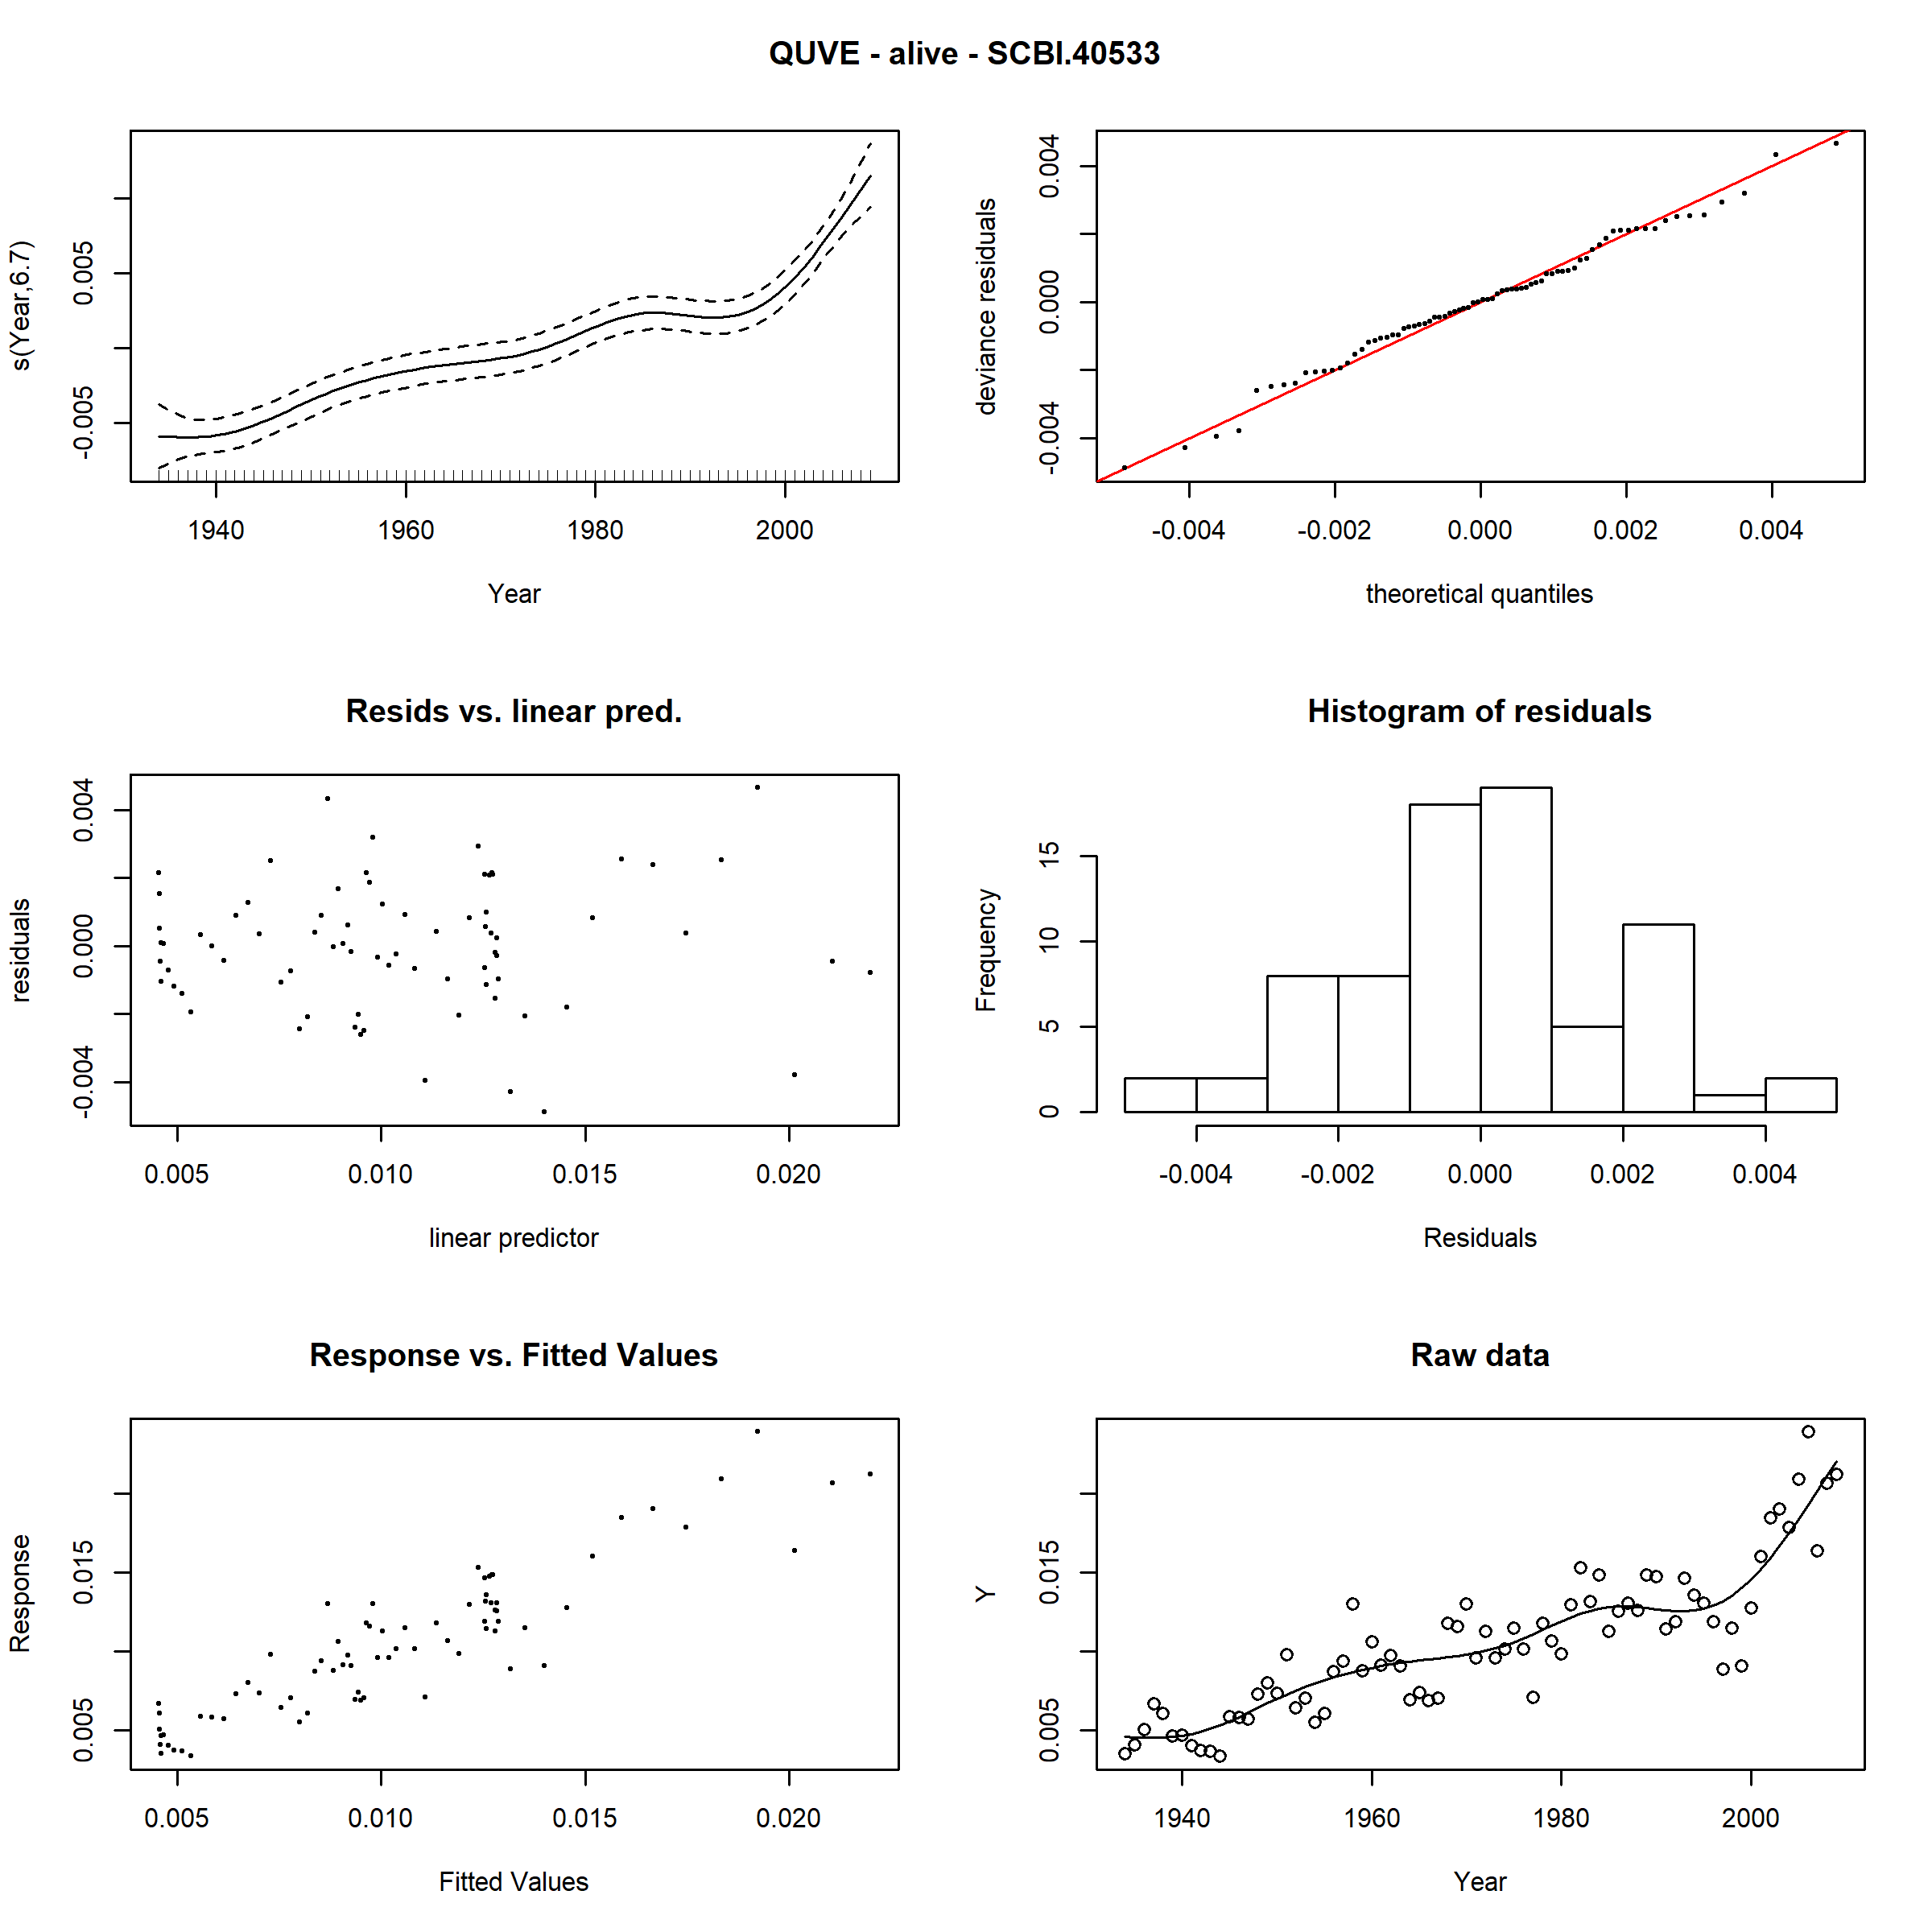 QUVE - alive - SCBI.40533
s(Year,6.7)
-0.005 0.005
1940 1960 1980 2000
Year
deviance residuals
-0.004 0.000 0.004
-0.004 -0.002 0.000 0.002 0.004
theoretical quantiles
Resids vs. linear pred.
residuals
-0.004 0.000 0.004
0.005 0.010 0.015 0.020
linear predictor
Histogram of residuals
Frequency
0 5 10 15
-0.004 -0.002 0.000 0.002 0.004
Residuals
Response vs. Fitted Values
Response
0.005 0.015
0.005 0.010 0.015 0.020
Fitted Values
Raw data
Y
0.005 0.015
1940 1960 1980 2000
Year